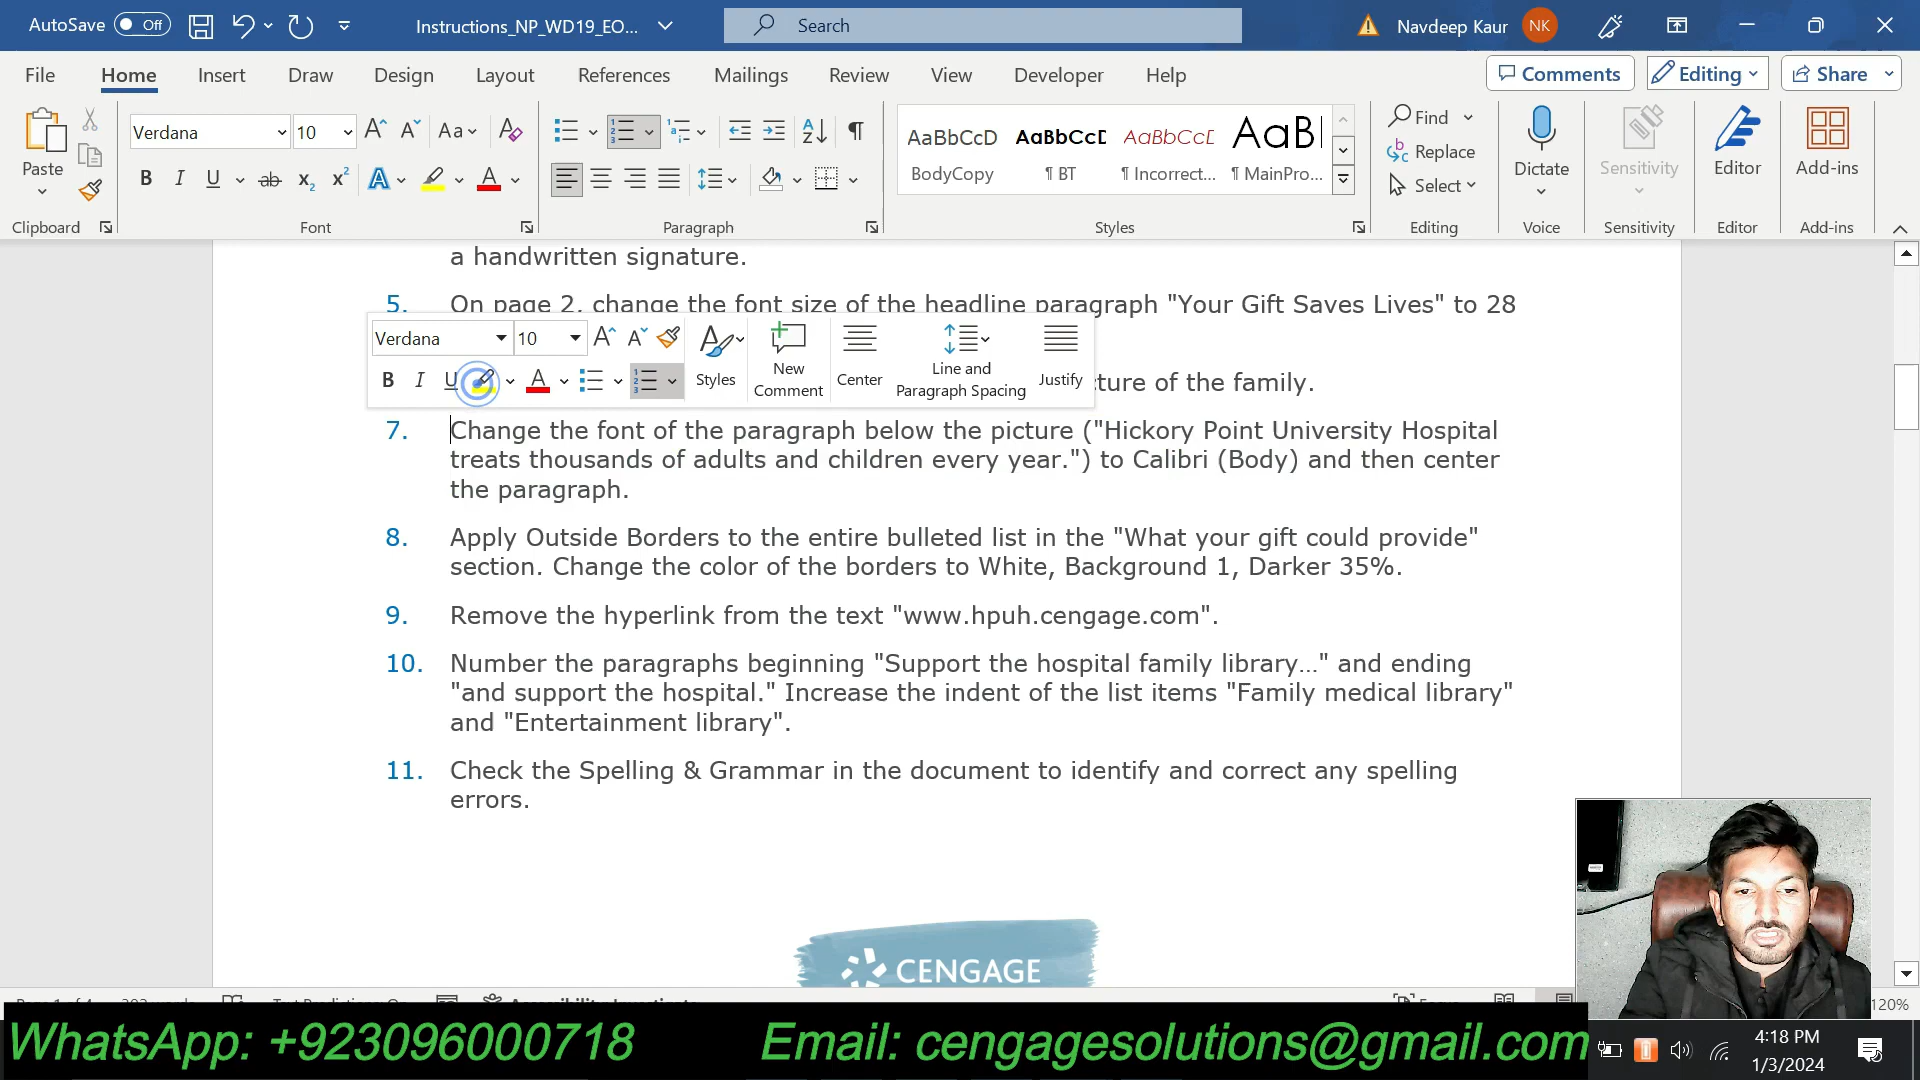 AutoSave Off Instructions_NP_WD19_EO... Search Navdeep Kaur NK
File Home Insert Draw Design Layout References Mailings Review View Developer Help Comments Editing Share
Paste Verdana 10 Aa AaBbCcD AaBbCcD AaBbCcD AaB Find Replace Select Dictate Sensitivity Editor Add-ins
BodyCopy ¶ BT ¶ Incorrect... ¶ MainPro...
Clipboard Font Paragraph Styles Editing Voice Sensitivity Editor Add-ins
a handwritten signature.
5. On page 2, change the font size of the headline paragraph "Your Gift Saves Lives" to 28
Verdana 10 Styles New Comment Center Line and Paragraph Spacing Justify
cture of the family.
7. Change the font of the paragraph below the picture ("Hickory Point University Hospital
treats thousands of adults and children every year.") to Calibri (Body) and then center
the paragraph.
8. Apply Outside Borders to the entire bulleted list in the "What your gift could provide"
section. Change the color of the borders to White, Background 1, Darker 35%.
9. Remove the hyperlink from the text "www.hpuh.cengage.com".
10. Number the paragraphs beginning "Support the hospital family library…" and ending
"and support the hospital." Increase the indent of the list items "Family medical library"
and "Entertainment library".
11. Check the Spelling & Grammar in the document to identify and correct any spelling
errors.
CENGAGE
120%
WhatsApp: +923096000718 Email: cengagesolutions@gmail.com
4:18 PM
1/3/2024